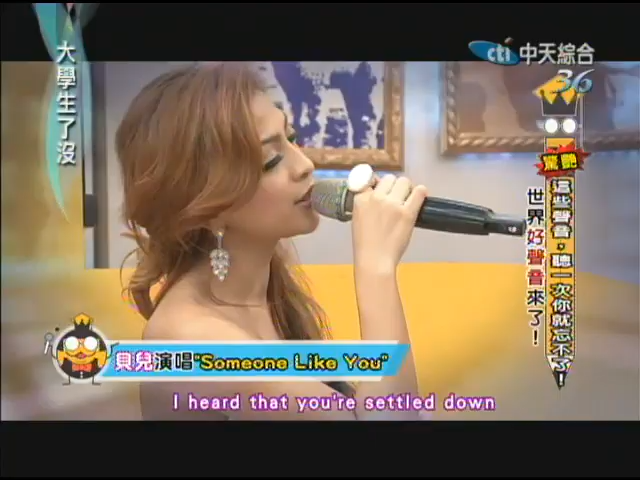 大學生了沒
cti 中天綜合
36
驚艷
這些聲音，聽一次你就忘不了！
世界好聲音來了！
貝兒演唱"Someone Like You"
I heard that you're settled down